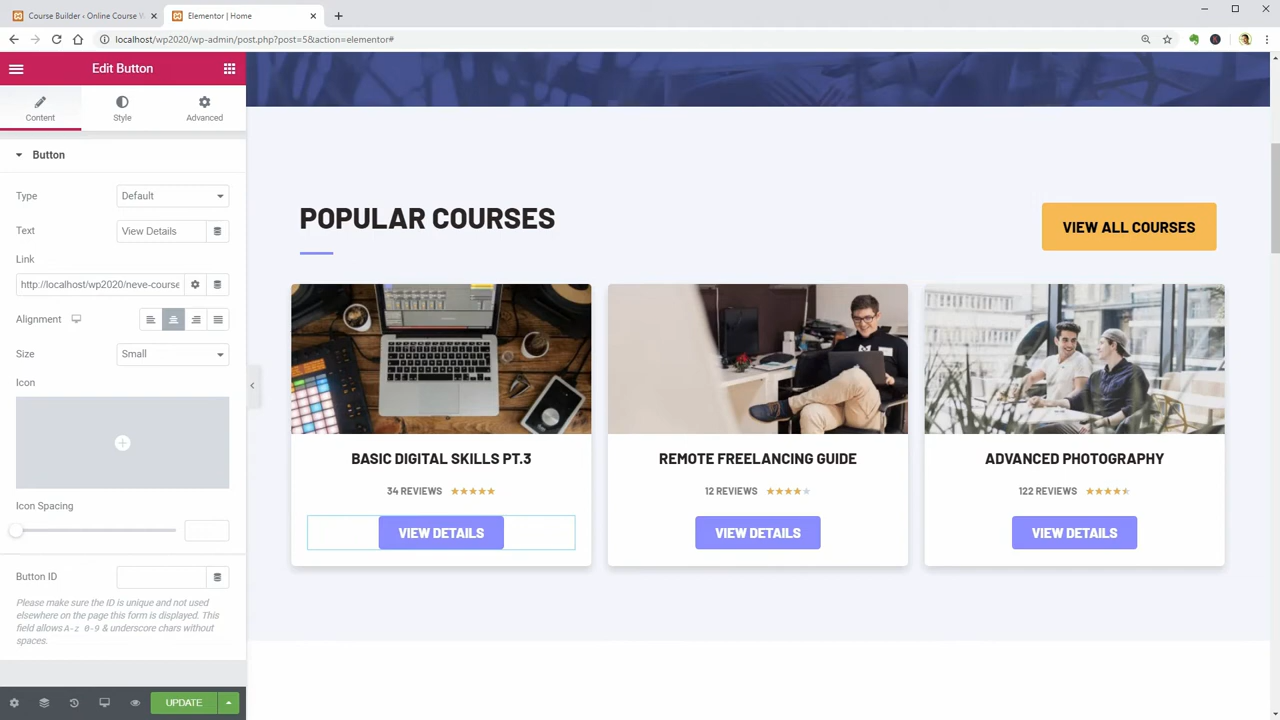 Course Builder ‹ Online Course W
Elementor | Home
localhost/wp2020/wp-admin/post.php?post=5&action=elementor#
Edit Button
Content
Style
Advanced
Button
Type
Default
Text
View Details
Link
http://localhost/wp2020/neve-course
Alignment
Size
Small
Icon
Icon Spacing
Button ID
Please make sure the ID is unique and not used
elsewhere on the page this form is displayed. This
field allows A-z 0-9 & underscore chars without
spaces.
UPDATE
POPULAR COURSES
VIEW ALL COURSES
BASIC DIGITAL SKILLS PT.3
34 REVIEWS
VIEW DETAILS
REMOTE FREELANCING GUIDE
12 REVIEWS
VIEW DETAILS
ADVANCED PHOTOGRAPHY
122 REVIEWS
VIEW DETAILS